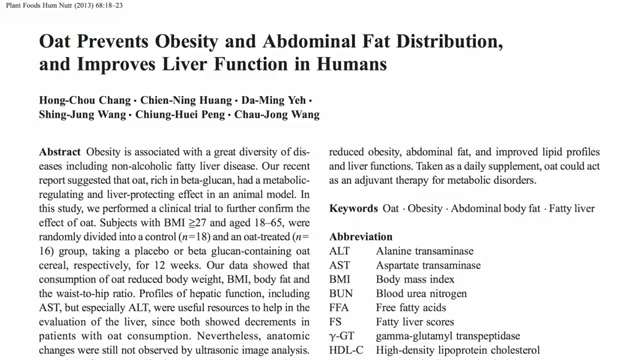 Plant Foods Hum Nutr (2013) 68:18–23
Oat Prevents Obesity and Abdominal Fat Distribution,
and Improves Liver Function in Humans
Hong-Chou Chang · Chien-Ning Huang · Da-Ming Yeh ·
Shing-Jung Wang · Chiung-Huei Peng · Chau-Jong Wang
Abstract Obesity is associated with a great diversity of dis-
eases including non-alcoholic fatty liver disease. Our recent
report suggested that oat, rich in beta-glucan, had a metabolic-
regulating and liver-protecting effect in an animal model. In
this study, we performed a clinical trial to further confirm the
effect of oat. Subjects with BMI ≧27 and aged 18–65, were
randomly divided into a control (n=18) and an oat-treated (n=
16) group, taking a placebo or beta glucan-containing oat
cereal, respectively, for 12 weeks. Our data showed that
consumption of oat reduced body weight, BMI, body fat and
the waist-to-hip ratio. Profiles of hepatic function, including
AST, but especially ALT, were useful resources to help in the
evaluation of the liver, since both showed decrements in
patients with oat consumption. Nevertheless, anatomic
changes were still not observed by ultrasonic image analysis.
reduced obesity, abdominal fat, and improved lipid profiles
and liver functions. Taken as a daily supplement, oat could act
as an adjuvant therapy for metabolic disorders.
Keywords Oat · Obesity · Abdominal body fat · Fatty liver
Abbreviation
ALT Alanine transaminase
AST Aspartate transaminase
BMI Body mass index
BUN Blood urea nitrogen
FFA Free fatty acids
FS Fatty liver scores
γ-GT gamma-glutamyl transpeptidase
HDL-C High-density lipoprotein cholesterol